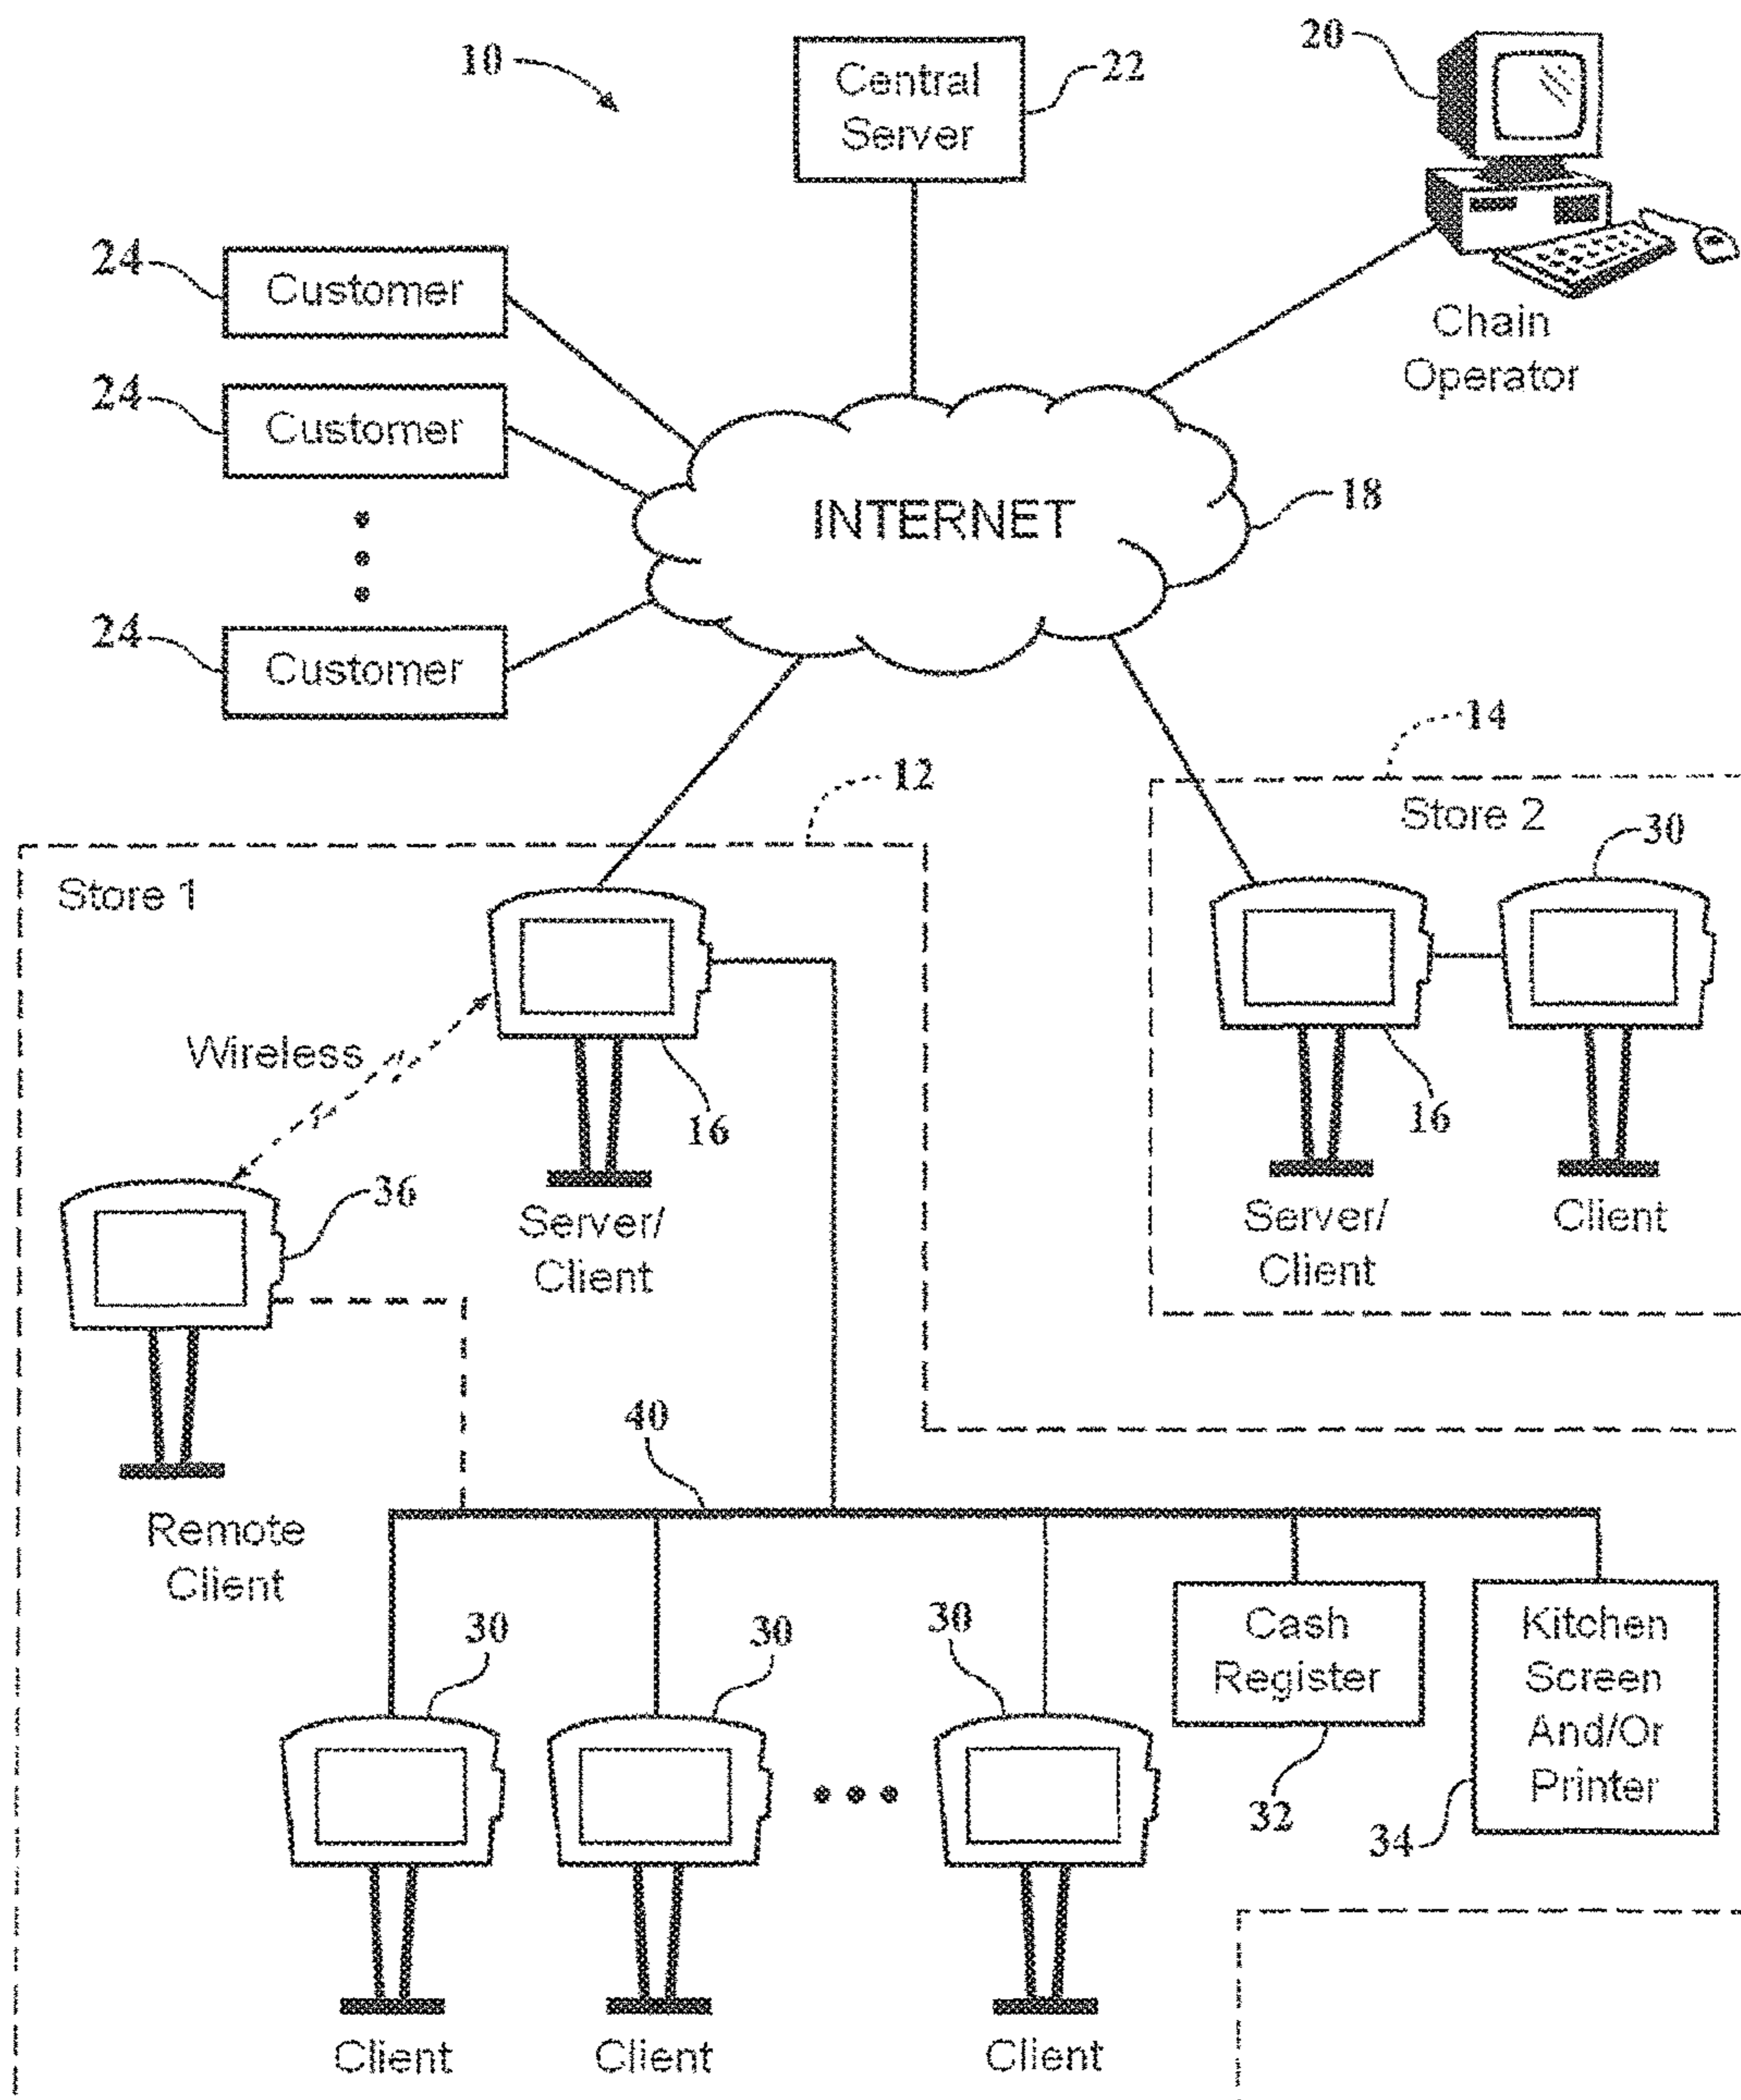 10
Central
Server
22
20
Chain
Operator
24
Customer
24
Customer
24
Customer
INTERNET
18
12
14
Store 1
Store 2
30
Wireless
16
16
36
Server/
Client
Server/
Client
Client
Remote
Client
40
30
30
30
Cash
Register
32
Kitchen
Screen
And/Or
Printer
34
Client
Client
Client